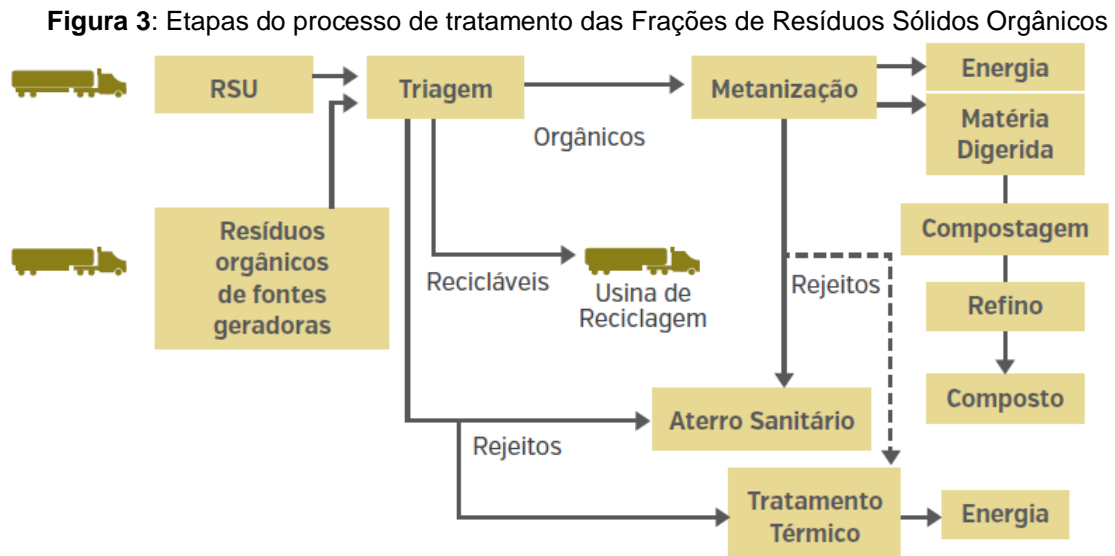 Figura 3: Etapas do processo de tratamento das Frações de Resíduos Sólidos Orgânicos
RSU
Triagem
Orgânicos
Metanização
Energia
Matéria
Digerida
Resíduos
orgânicos
de fontes
geradoras
Recicláveis
Usina de
Reciclagem
Rejeitos
Compostagem
Refino
Composto
Aterro Sanitário
Rejeitos
Tratamento
Térmico
Energia